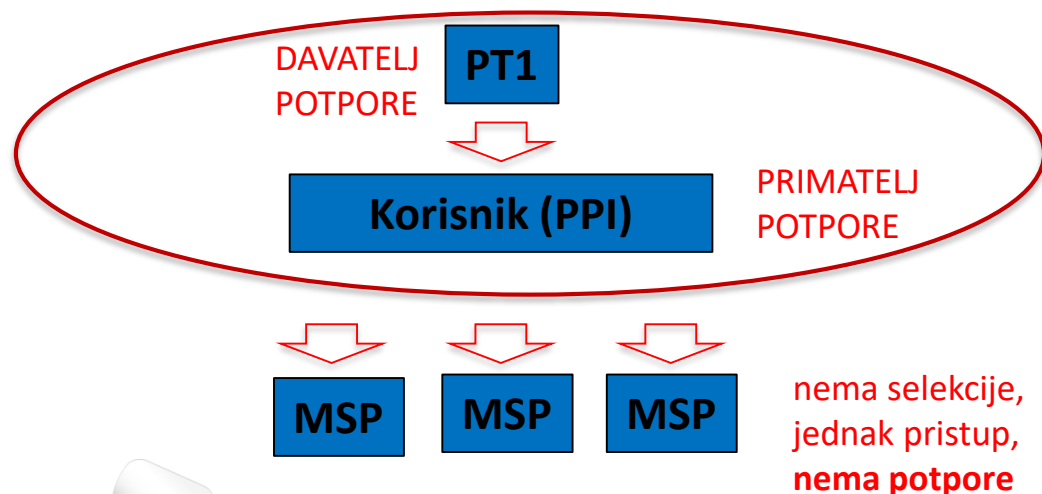 DAVATELJ
POTPORE
PT1
Korisnik (PPI)
PRIMATELJ
POTPORE
MSP
MSP
MSP
nema selekcije,
jednak pristup,
nema potpore